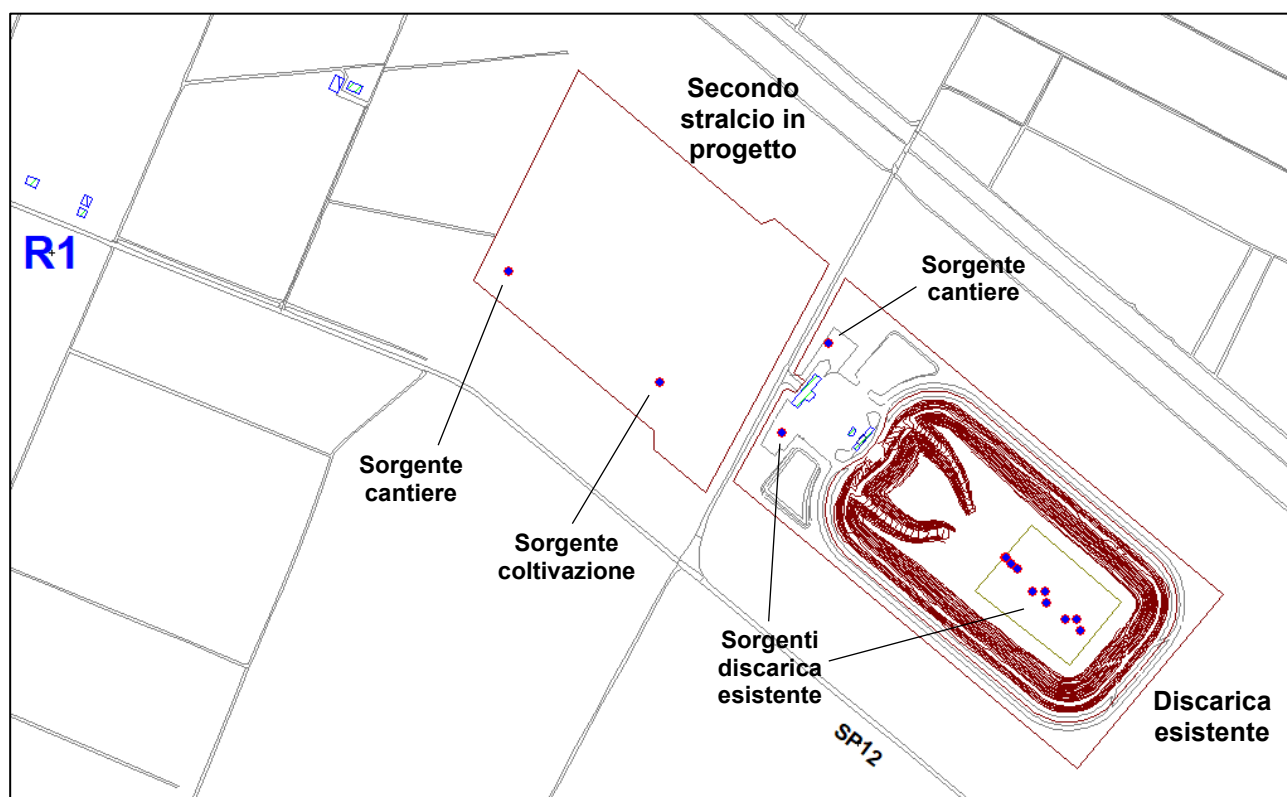 Secondo
stralcio in
progetto
R1
Sorgente
cantiere
Sorgente
cantiere
Sorgente
coltivazione
Sorgenti
discarica
esistente
Discarica
esistente
SP12